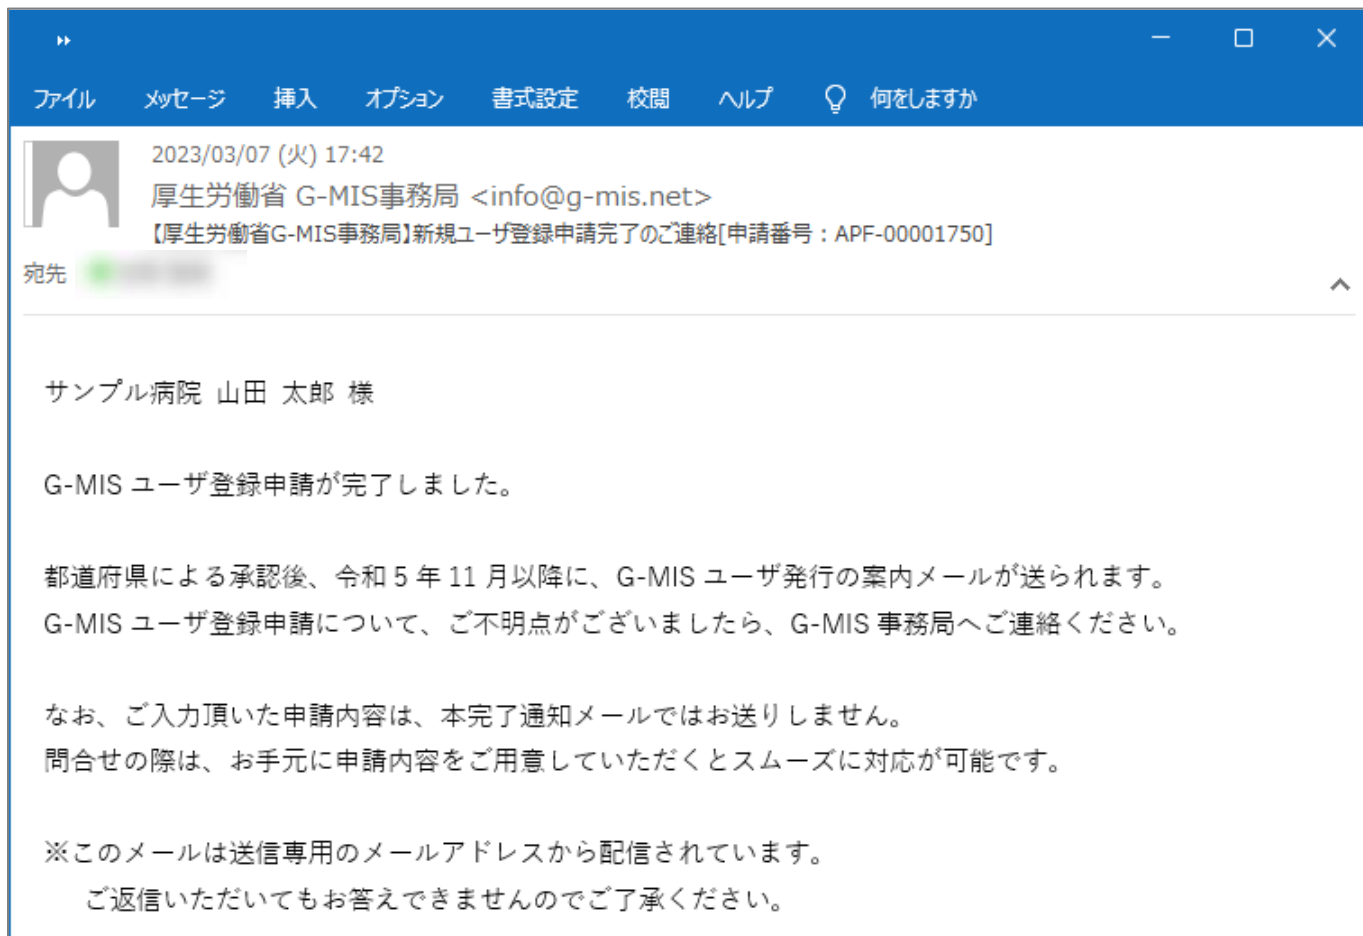 ファイル メッセージ 挿入 オプション 書式設定 校閲 ヘルプ 何をしますか
2023/03/07 (火) 17:42
厚生労働省 G-MIS事務局 <info@g-mis.net>
【厚生労働省G-MIS事務局】新規ユーザ登録申請完了のご連絡[申請番号：APF-00001750]
宛先
サンプル病院 山田 太郎 様
G-MIS ユーザ登録申請が完了しました。
都道府県による承認後、令和 5 年 11 月以降に、G-MIS ユーザ発行の案内メールが送られます。
G-MIS ユーザ登録申請について、ご不明点がございましたら、G-MIS 事務局へご連絡ください。
なお、ご入力頂いた申請内容は、本完了通知メールではお送りしません。
問合せの際は、お手元に申請内容をご用意していただくとスムーズに対応が可能です。
※このメールは送信専用のメールアドレスから配信されています。
ご返信いただいてもお答えできませんのでご了承ください。